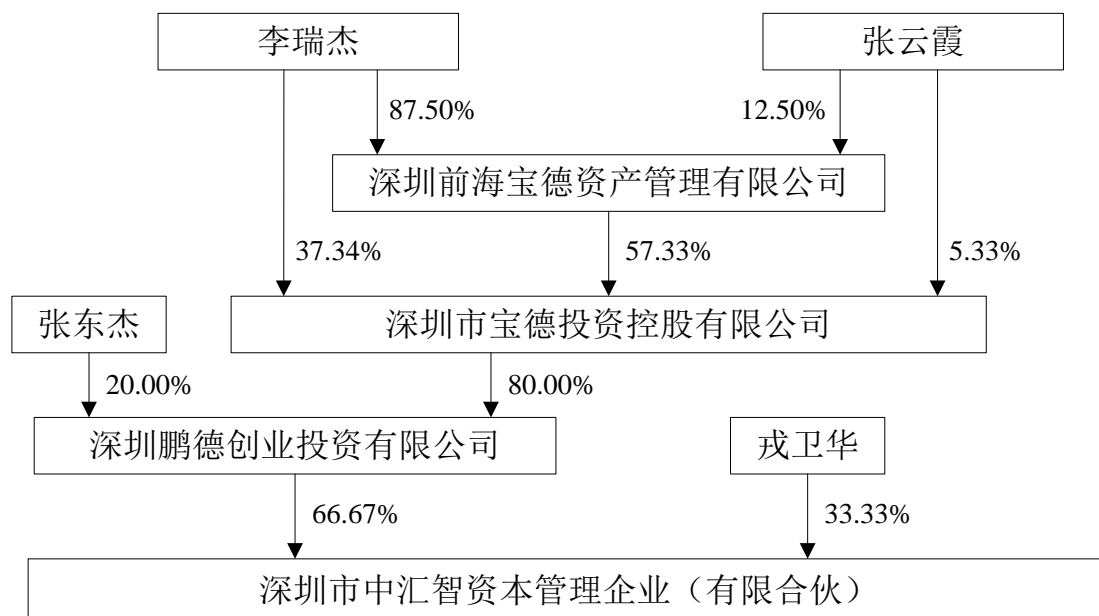 李瑞杰
张云霞
87.50%
12.50%
深圳前海宝德资产管理有限公司
37.34%
57.33%
5.33%
张东杰
深圳市宝德投资控股有限公司
20.00%
80.00%
深圳鹏德创业投资有限公司
戎卫华
66.67%
33.33%
深圳市中汇智资本管理企业（有限合伙）